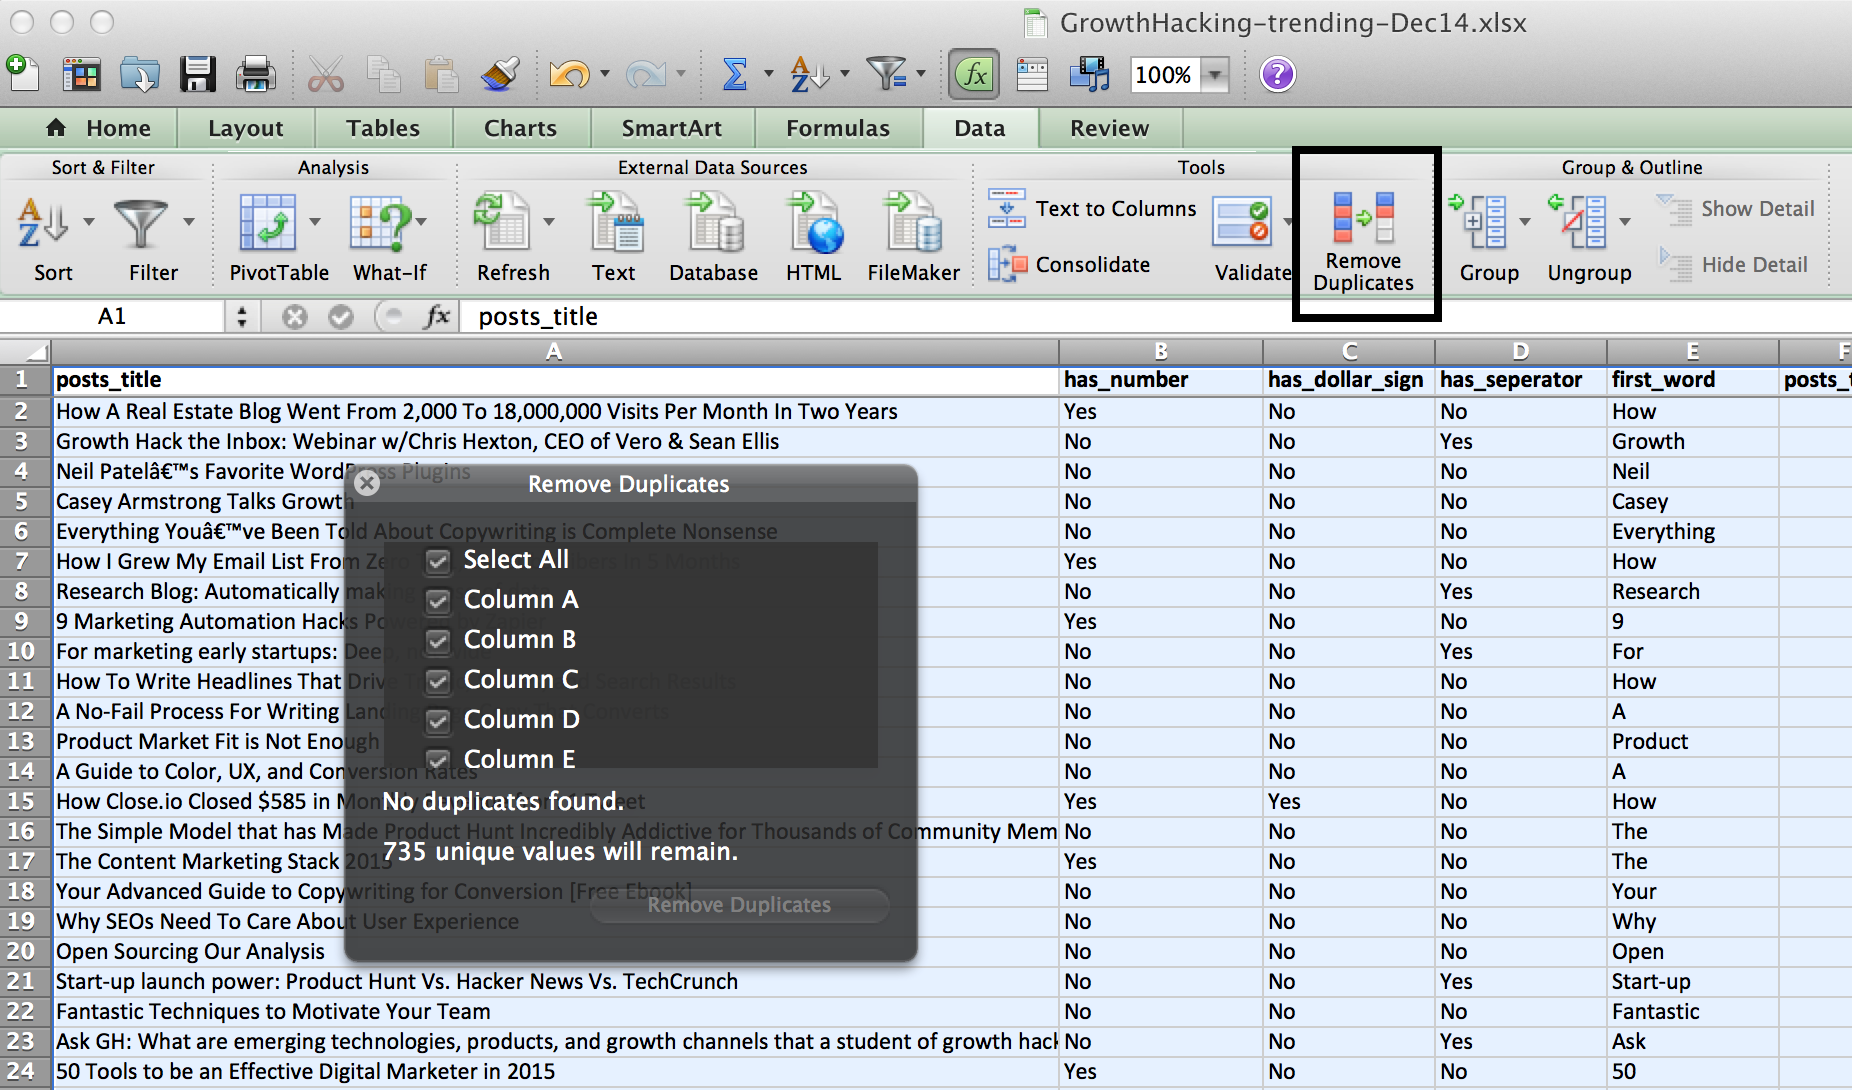 GrowthHacking-trending-Dec14.xlsx
100%
Home Layout Tables Charts SmartArt Formulas Data Review
Sort & Filter Analysis External Data Sources Tools Group & Outline
Sort Filter PivotTable What-If Refresh Text Database HTML FileMaker Text to Columns Consolidate Validate Remove Duplicates Group Ungroup Show Detail Hide Detail
A1 fx posts_title
A B C D E F
1 posts_title has_number has_dollar_sign has_seperator first_word posts_
2 How A Real Estate Blog Went From 2,000 To 18,000,000 Visits Per Month In Two Years Yes No No How
3 Growth Hack the Inbox: Webinar w/Chris Hexton, CEO of Vero & Sean Ellis No No Yes Growth
4 Neil Patelâ€™s Favorite WordPress Plugins No No No Neil
5 Casey Armstrong Talks Growth No No No Casey
6 Everything Youâ€™ve Been Told About Copywriting is Complete Nonsense No No No Everything
7 How I Grew My Email List From Zero in 5 Months Yes No No How
8 Research Blog: Automatically making No No Yes Research
9 9 Marketing Automation Hacks Powered by Yes No No 9
10 For marketing early startups: Deep, No No Yes For
11 How To Write Headlines That Drive Search Results No No No How
12 A No-Fail Process For Writing Landing Converts No No No A
13 Product Market Fit is Not Enough No No No Product
14 A Guide to Color, UX, and Conversion Rates No No No A
15 How Close.io Closed $585 in Tweet Yes Yes No How
16 The Simple Model that has Made Product Hunt Incredibly Addictive for Thousands of Community Mem No No No The
17 The Content Marketing Stack 2015 Yes No No The
18 Your Advanced Guide to Copywriting for Conversion [Free Ebook] No No No Your
19 Why SEOs Need To Care About User Experience No No No Why
20 Open Sourcing Our Analysis No No No Open
21 Start-up launch power: Product Hunt Vs. Hacker News Vs. TechCrunch No No Yes Start-up
22 Fantastic Techniques to Motivate Your Team No No No Fantastic
23 Ask GH: What are emerging technologies, products, and growth channels that a student of growth hack No No Yes Ask
24 50 Tools to be an Effective Digital Marketer in 2015 Yes No No 50
Remove Duplicates
Select All
Column A
Column B
Column C
Column D
Column E
No duplicates found.
735 unique values will remain.
Remove Duplicates